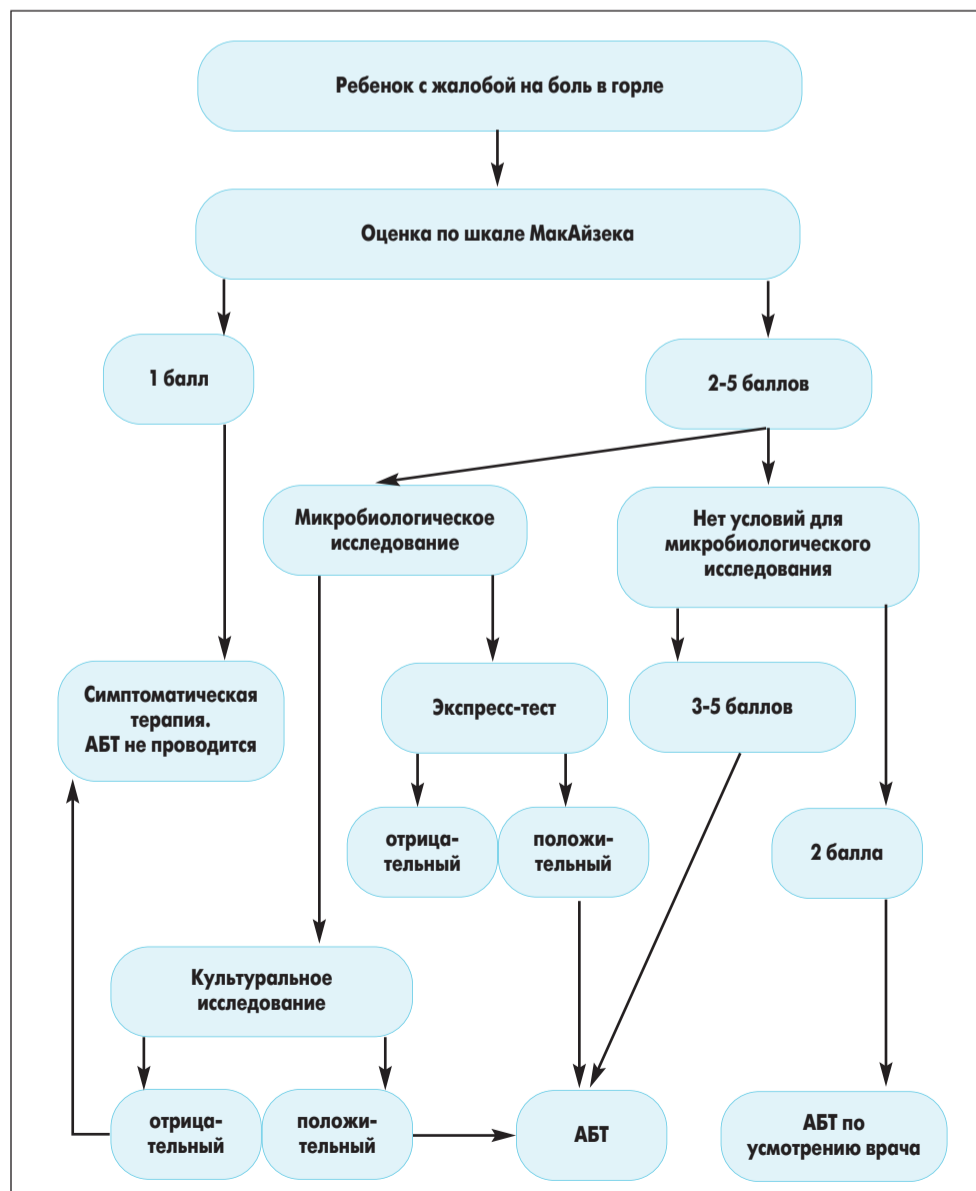 Ребенок с жалобой на боль в горле
Оценка по шкале МакАйзека
1 балл
2-5 баллов
Микробиологическое
исследование
Нет условий для
микробиологического
исследования
Симптоматическая
терапия.
АБТ не проводится
Экспресс-тест
3-5 баллов
отрица-
тельный
положи-
тельный
2 балла
Культуральное
исследование
отрица-
тельный
положи-
тельный
АБТ
АБТ по
усмотрению врача